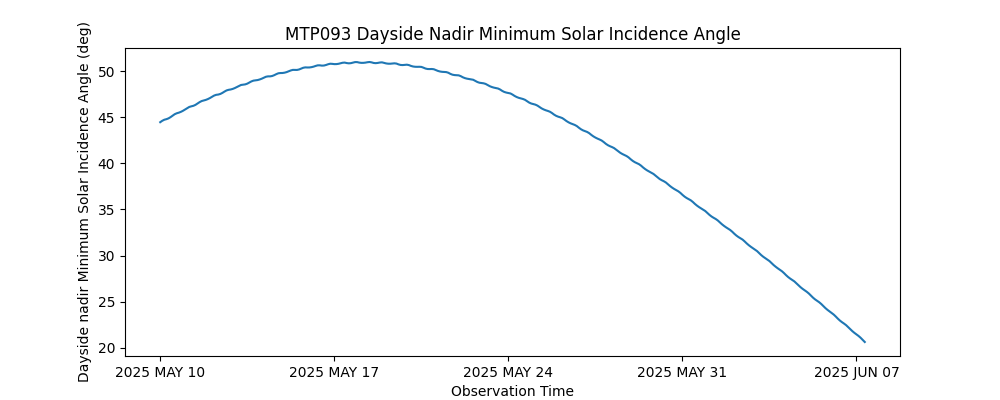 MTP093 Dayside Nadir Minimum Solar Incidence Angle
Dayside nadir Minimum Solar Incidence Angle (deg)
50
45
40
35
30
25
20
2025 MAY 10
2025 MAY 17
2025 MAY 24
2025 MAY 31
2025 JUN 07
Observation Time